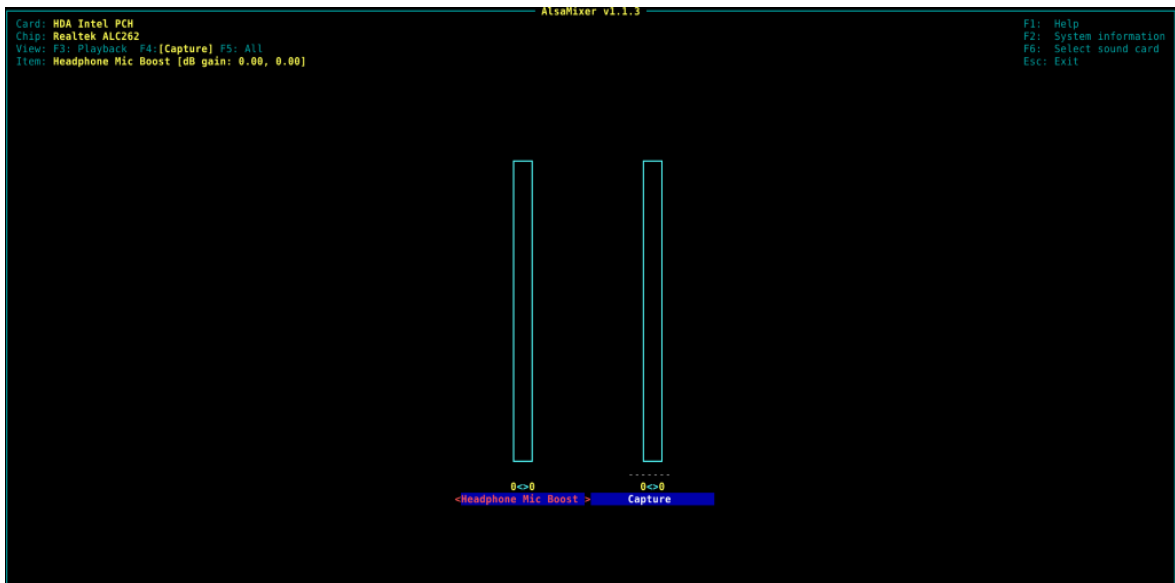 AlsaMixer v1.1.3
Card: HDA Intel PCH
F1: Help
Chip: Realtek ALC262
F2: System information
View: F3: Playback F4:[Capture] F5: All
F6: Select sound card
Item: Headphone Mic Boost [dB gain: 0.00, 0.00]
Esc: Exit
-------
0<>0 0<>0
<Headphone Mic Boost > Capture